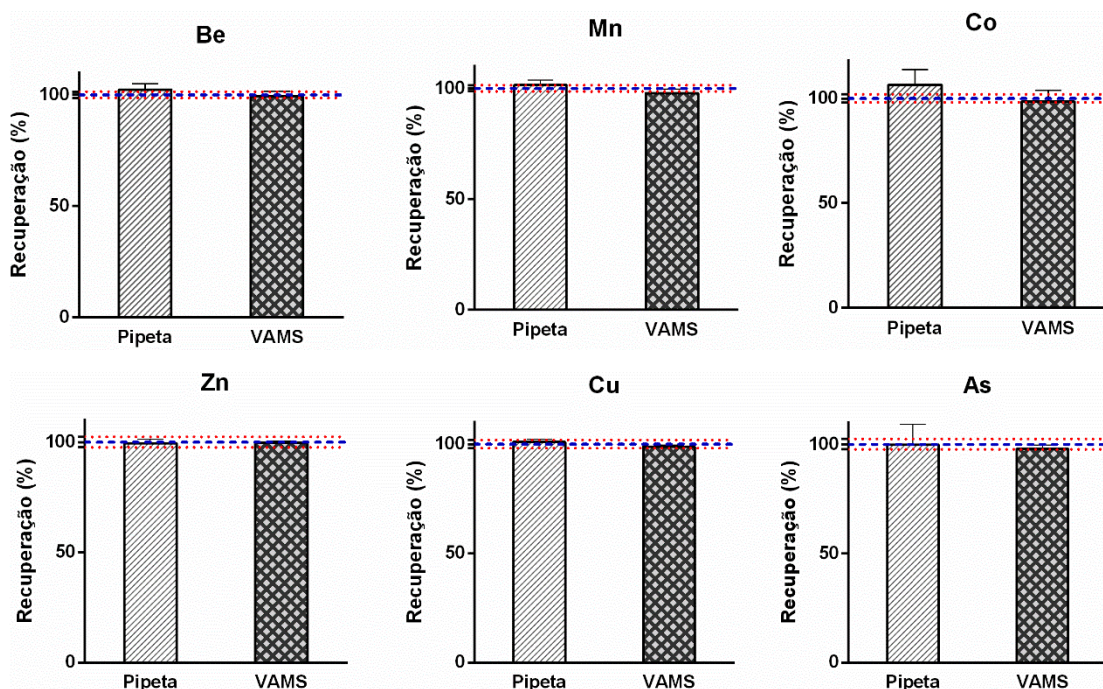 Be
Recuperação (%)
100
50
0
Pipeta VAMS
Mn
Recuperação (%)
100
50
0
Pipeta VAMS
Co
Recuperação (%)
100
50
0
Pipeta VAMS
Zn
Recuperação (%)
100
50
0
Pipeta VAMS
Cu
Recuperação (%)
100
50
0
Pipeta VAMS
As
Recuperação (%)
100
50
0
Pipeta VAMS